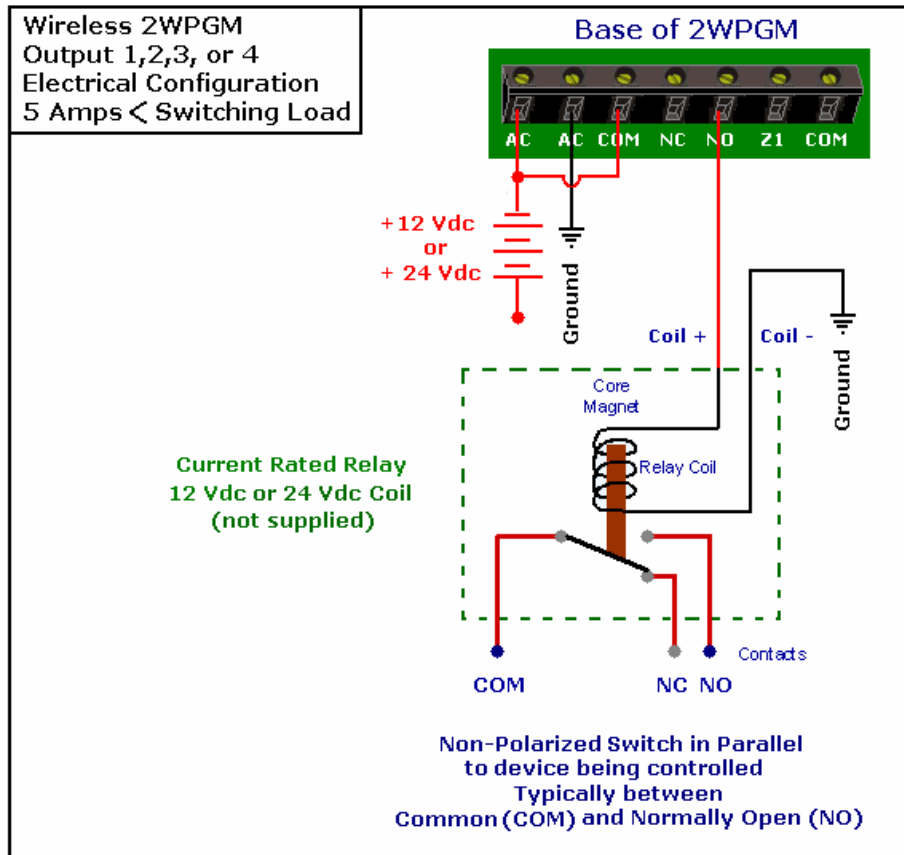 Wireless 2WPGM
Output 1,2,3, or 4
Electrical Configuration
5 Amps < Switching Load
Base of 2WPGM
AC AC COM NC NO Z1 COM
+12 Vdc
or
+ 24 Vdc
Ground
Coil +
Coil -
Ground
Core
Magnet
Relay Coil
Current Rated Relay
12 Vdc or 24 Vdc Coil
(not supplied)
Contacts
COM NC NO
Non-Polarized Switch in Parallel
to device being controlled
Typically between
Common (COM) and Normally Open (NO)